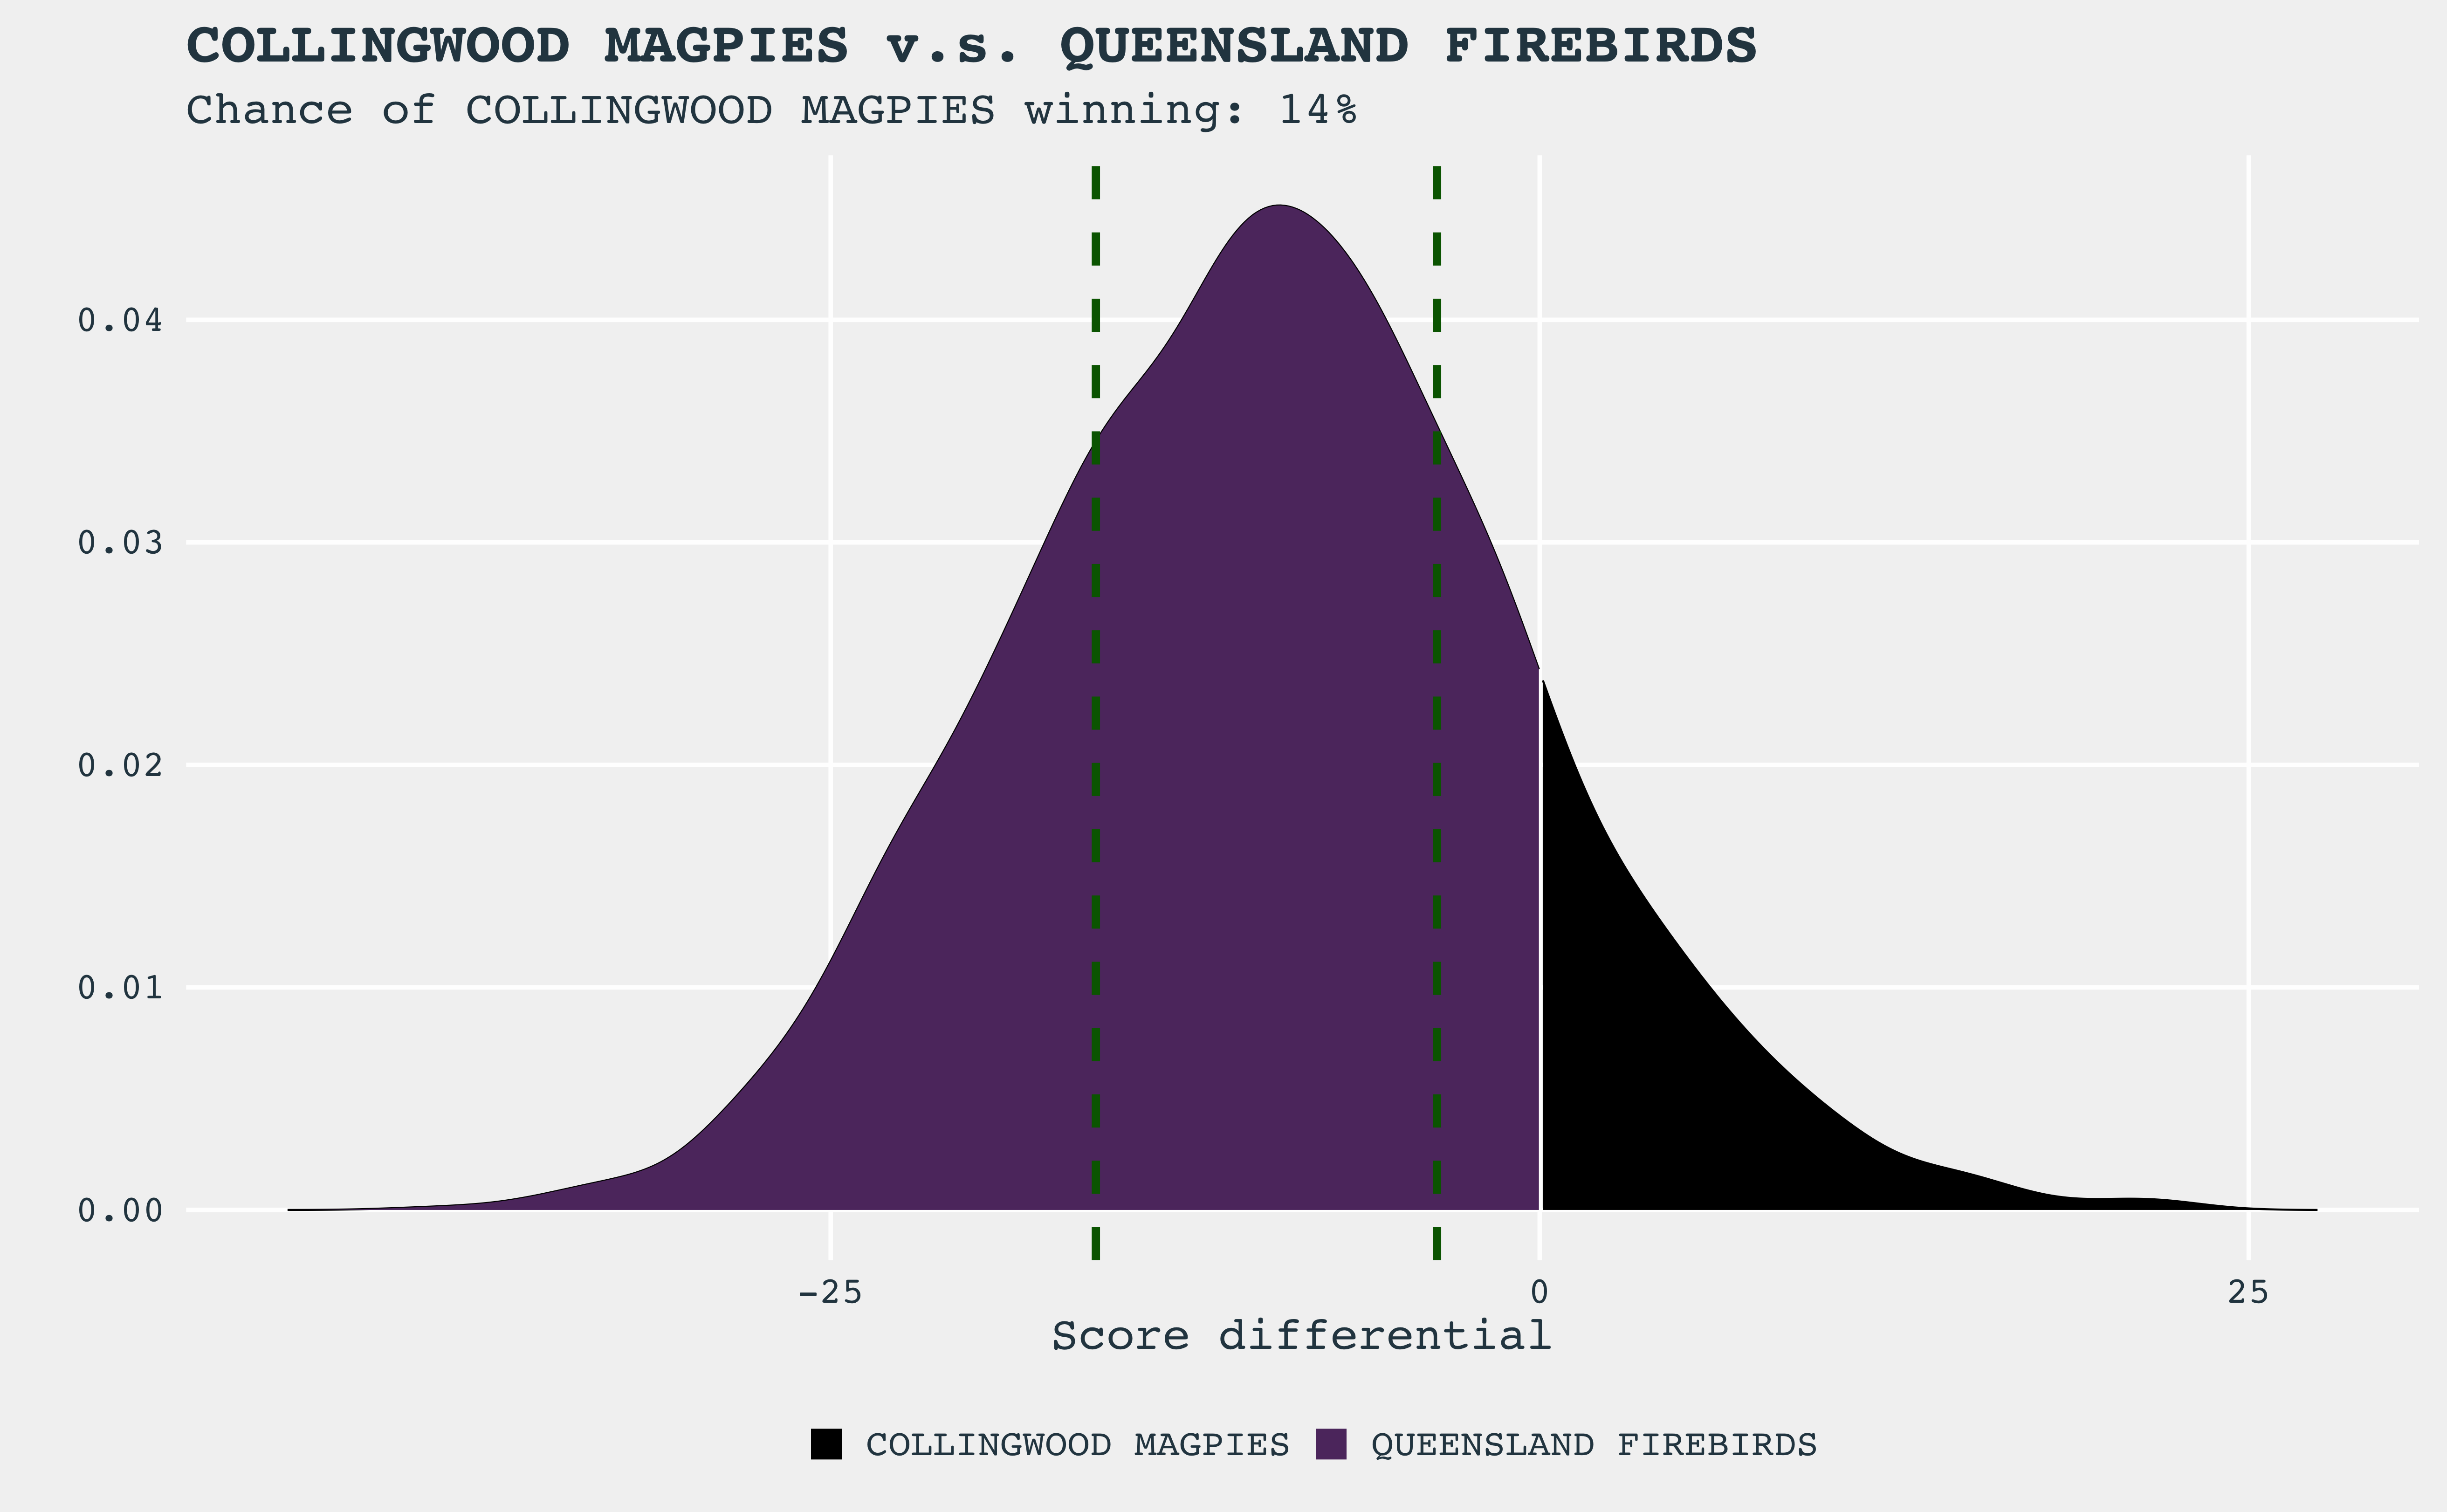 COLLINGWOOD MAGPIES v.s. QUEENSLAND FIREBIRDS
Chance of COLLINGWOOD MAGPIES winning: 14%
0.04
0.03
0.02
0.01
0.00
-25 0 25
Score differential
COLLINGWOOD MAGPIES QUEENSLAND FIREBIRDS